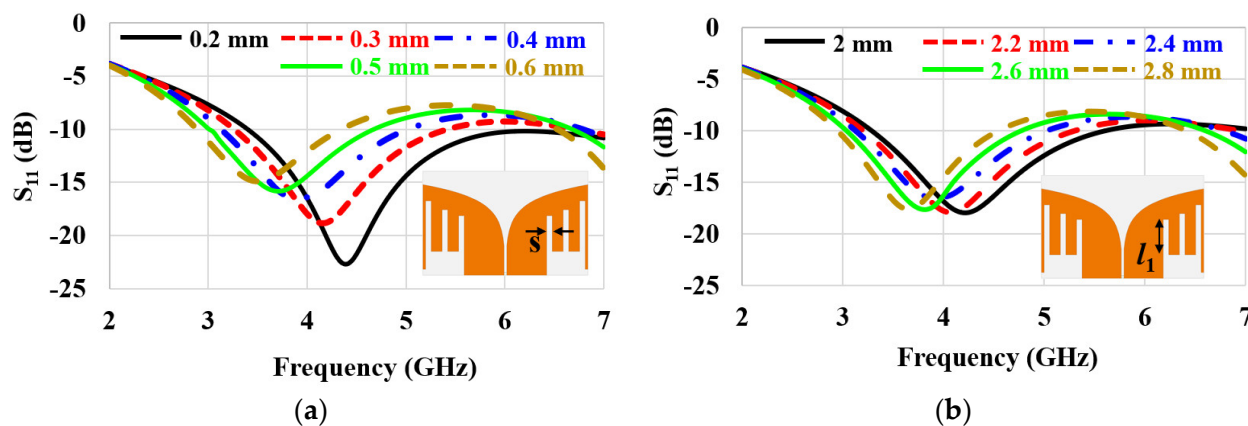 0
0.2 mm 0.3 mm 0.4 mm
0.5 mm 0.6 mm
-5
-10
-15
-20
-25
S11 (dB)
s
2 3 4 5 6 7
Frequency (GHz)
(a)
0
2 mm 2.2 mm 2.4 mm
2.6 mm 2.8 mm
-5
-10
-15
-20
-25
S11 (dB)
l1
2 3 4 5 6 7
Frequency (GHz)
(b)